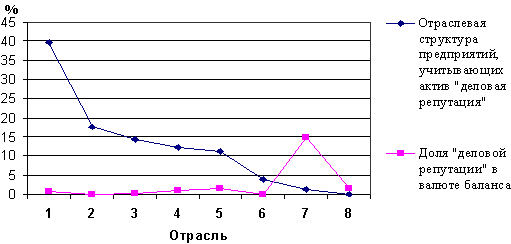 %
45
40
35
30
25
20
15
10
5
0
1 2 3 4 5 6 7 8
Отрасль
Отраслевая
структура
предприятий,
учитывающих
актив "деловая
репутация"
Доля "деловой
репутации" в
валюте баланса